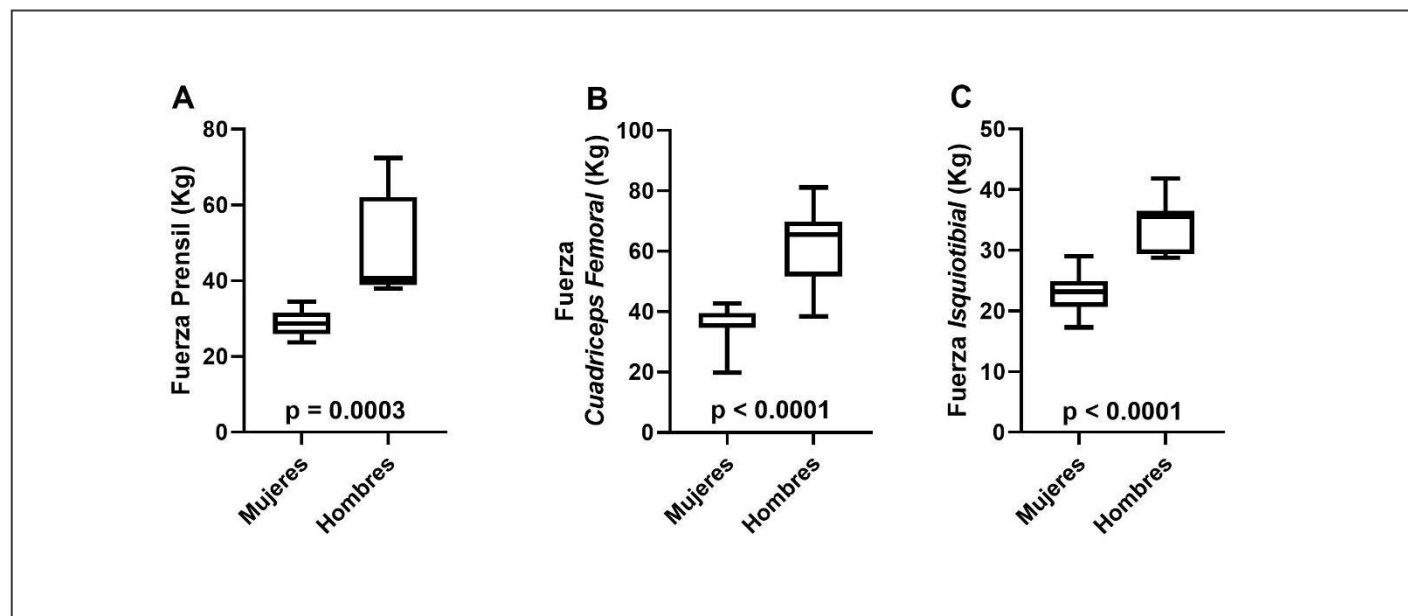 A
Fuerza Prensil (Kg)
80
60
40
20
0
p = 0.0003
Mujeres
Hombres
B
Fuerza
Cuadriceps Femoral (Kg)
100
80
60
40
20
0
p < 0.0001
Mujeres
Hombres
C
Fuerza Isquiotibial (Kg)
50
40
30
20
10
0
p < 0.0001
Mujeres
Hombres